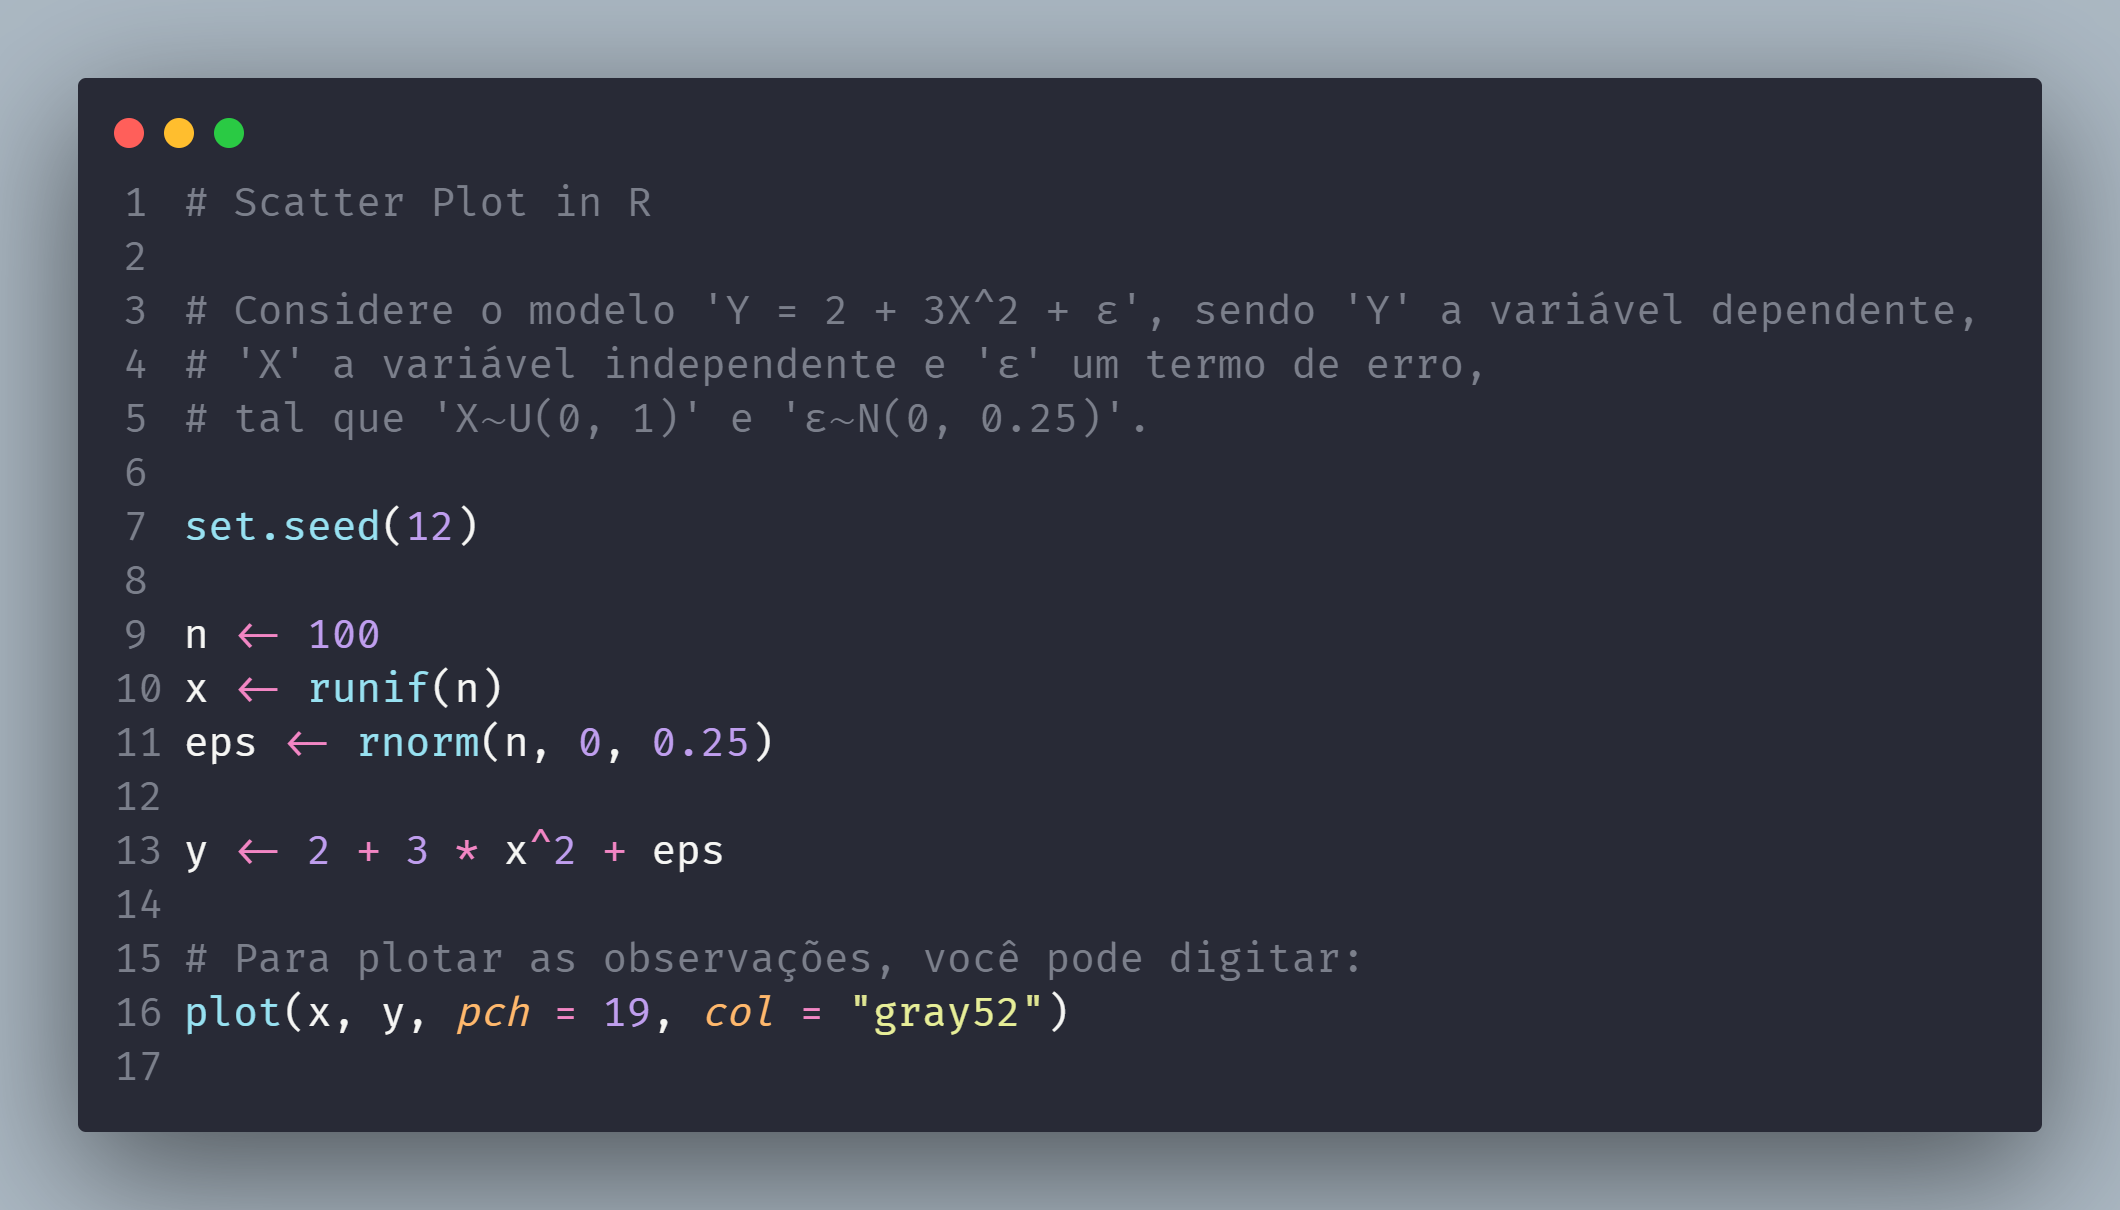 1 # Scatter Plot in R
2
3 # Considere o modelo 'Y = 2 + 3X^2 + ε', sendo 'Y' a variável dependente,
4 # 'X' a variável independente e 'ε' um termo de erro,
5 # tal que 'X~U(0, 1)' e 'ε~N(0, 0.25)'.
6
7 set.seed(12)
8
9 n <- 100
10 x <- runif(n)
11 eps <- rnorm(n, 0, 0.25)
12
13 y <- 2 + 3 * x^2 + eps
14
15 # Para plotar as observações, você pode digitar:
16 plot(x, y, pch = 19, col = "gray52")
17